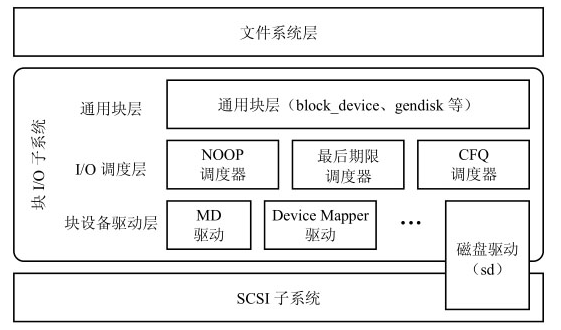 文件系统层
块 I/O 子系统
通用块层
通用块层（block_device、gendisk 等）
I/O 调度层
NOOP
调度器
最后期限
调度器
CFQ
调度器
块设备驱动层
MD
驱动
Device Mapper
驱动
…
磁盘驱动
（sd）
SCSI 子系统